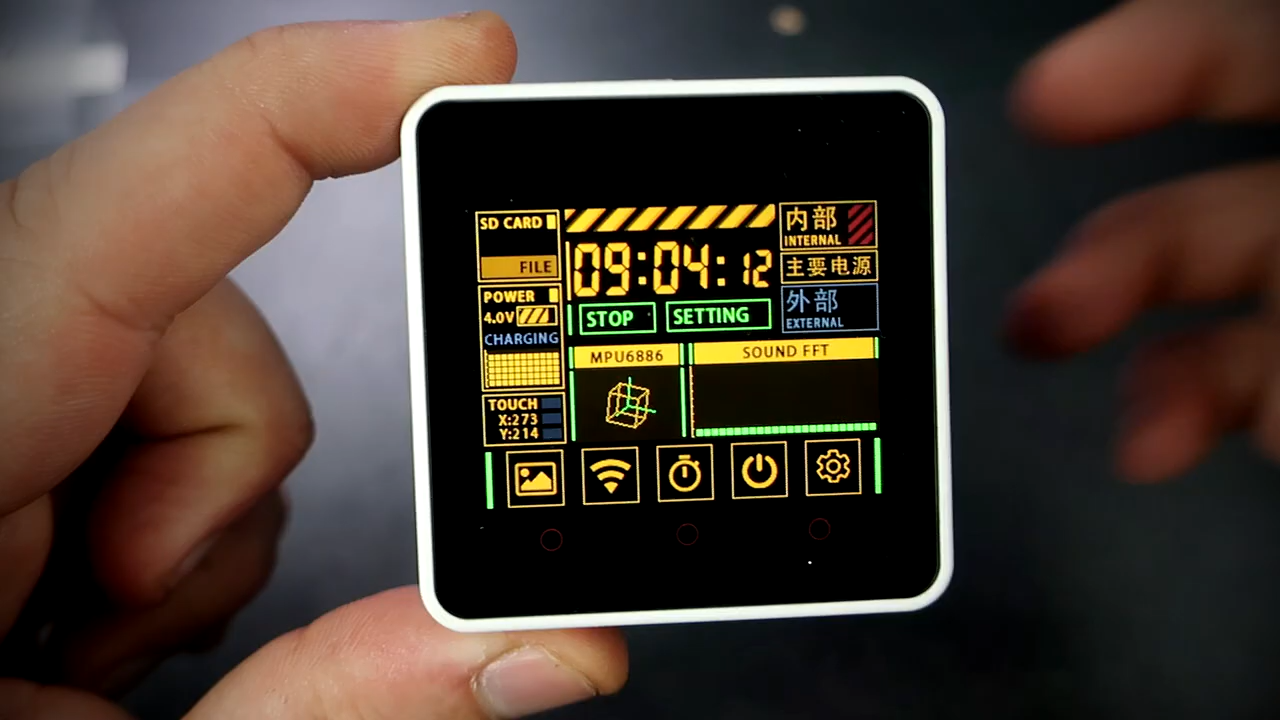 SD CARD
FILE
POWER
4.0V
CHARGING
TOUCH
X:273
Y:214
09:04:12
STOP
SETTING
内部
INTERNAL
主要电源
外部
EXTERNAL
MPU6886
SOUND FFT